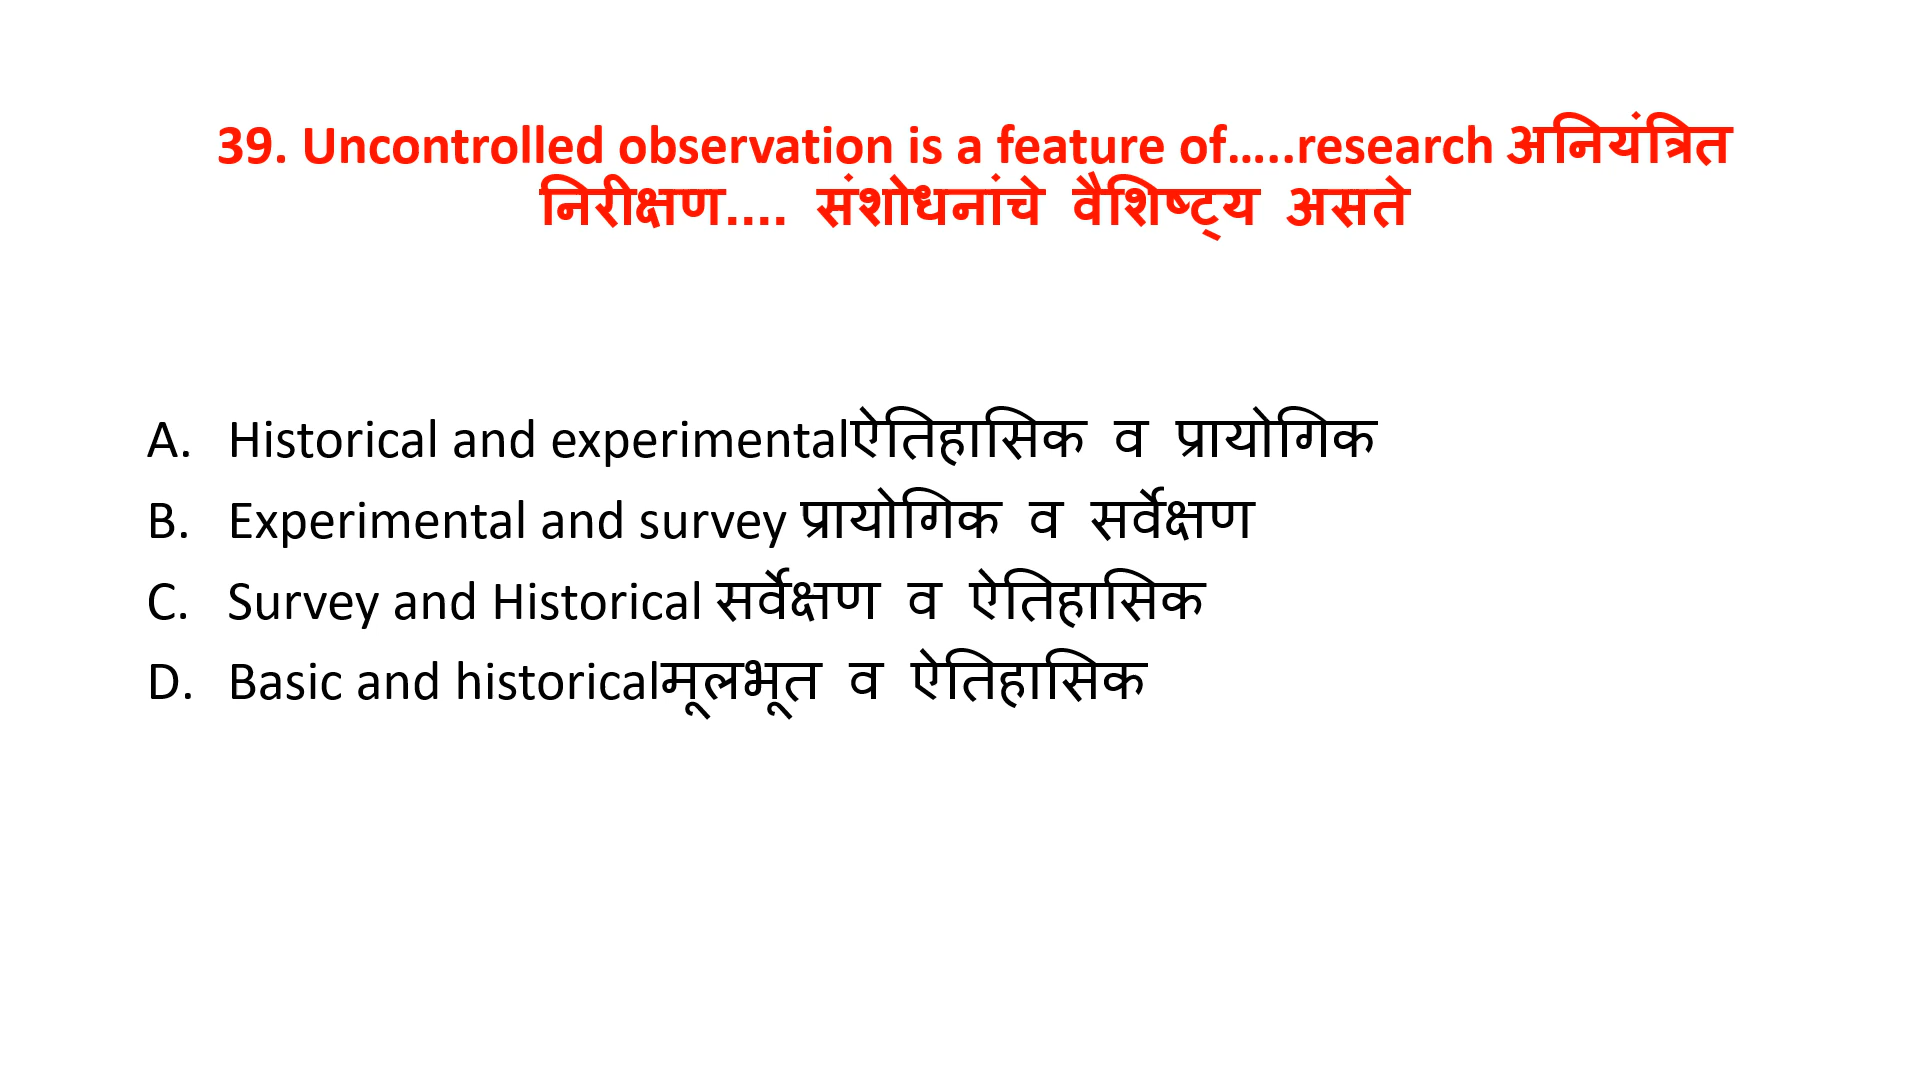 39. Uncontrolled observation is a feature of…..research अनियंत्रित
निरीक्षण.... संशोधनांचे वैशिष्ट्य असते
A. Historical and experimentalऐतिहासिक व प्रायोगिक
B. Experimental and survey प्रायोगिक व सर्वेक्षण
C. Survey and Historical सर्वेक्षण व ऐतिहासिक
D. Basic and historicalमूलभूत व ऐतिहासिक